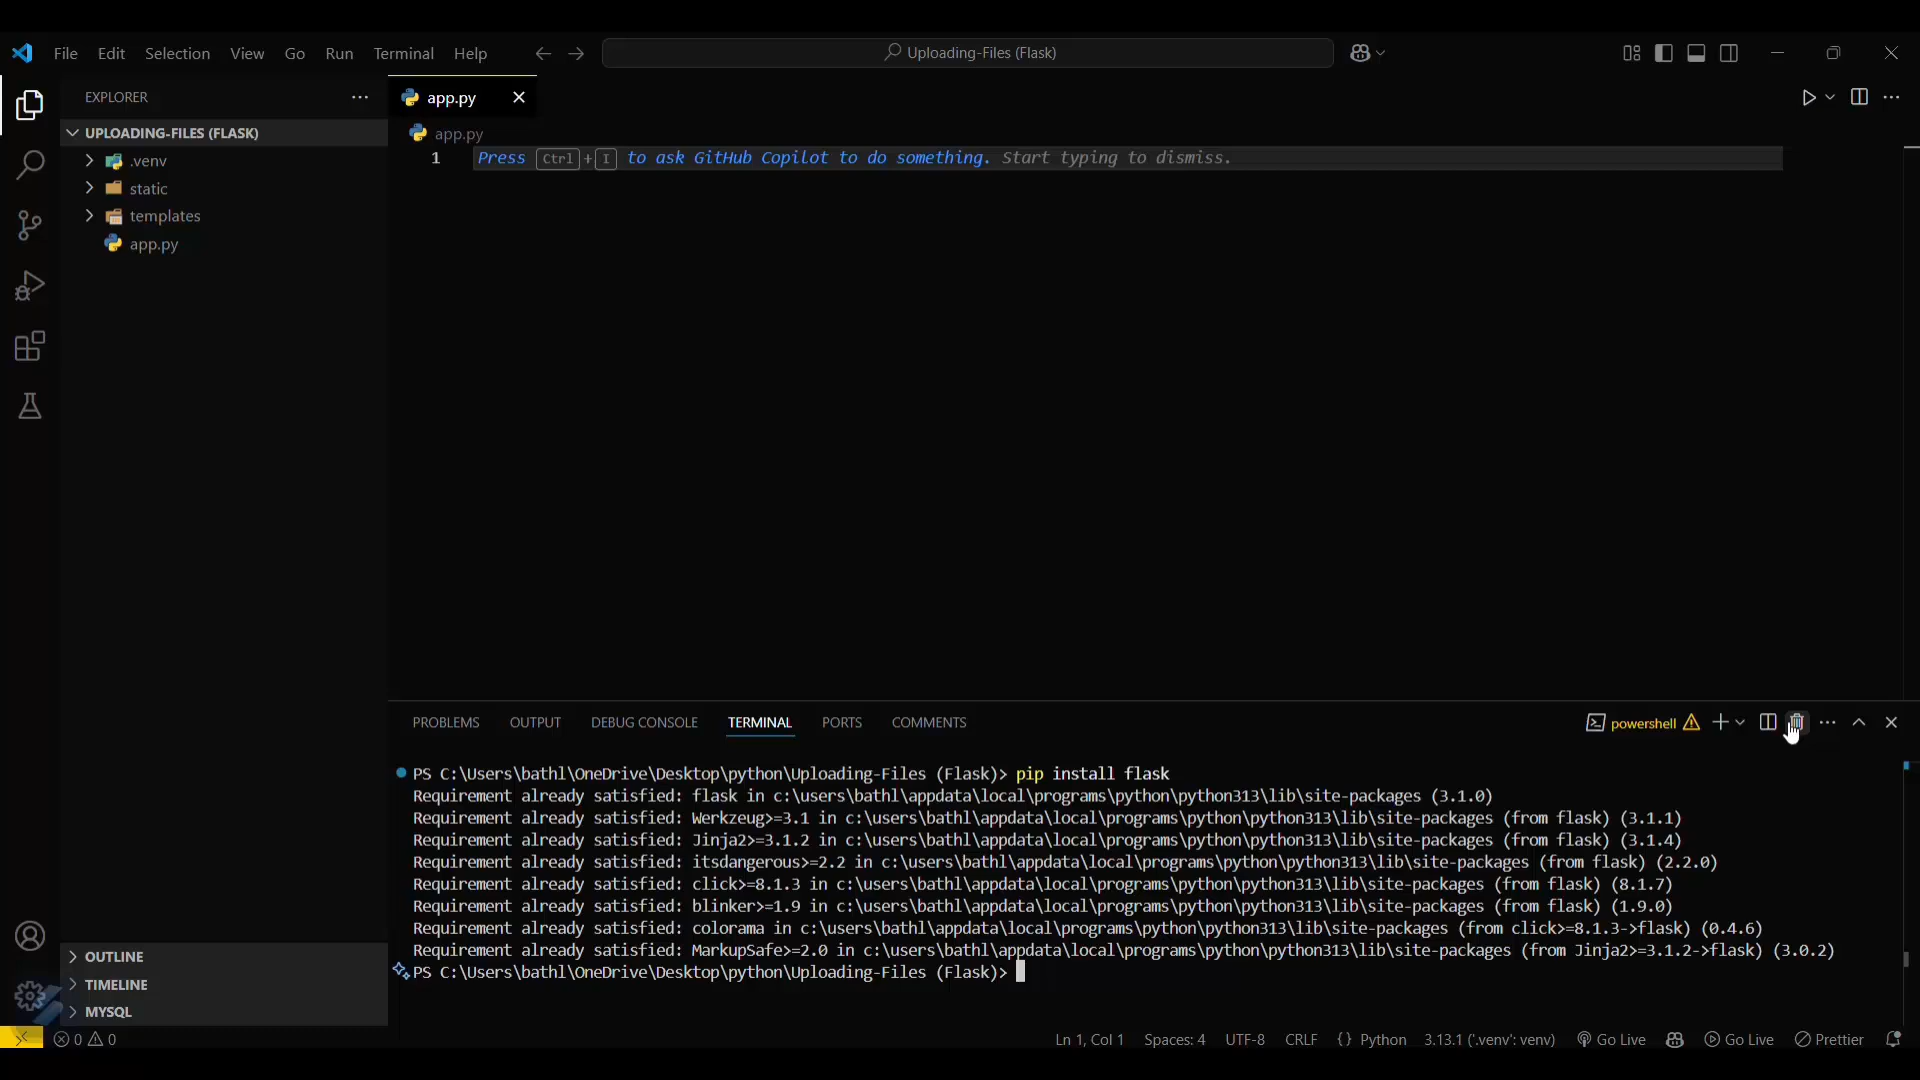 File Edit Selection View Go Run Terminal Help
Uploading-Files (Flask)
EXPLORER
app.py
UPLOADING-FILES (FLASK)
.venv
static
templates
app.py
app.py
1 Press Ctrl+I to ask GitHub Copilot to do something. Start typing to dismiss.
PROBLEMS OUTPUT DEBUG CONSOLE TERMINAL PORTS COMMENTS
powershell
PS C:\Users\bathl\OneDrive\Desktop\python\Uploading-Files (Flask)> pip install flask
Requirement already satisfied: flask in c:\users\bathl\appdata\local\programs\python\python313\lib\site-packages (3.1.0)
Requirement already satisfied: Werkzeug>=3.1 in c:\users\bathl\appdata\local\programs\python\python313\lib\site-packages (from flask) (3.1.1)
Requirement already satisfied: Jinja2>=3.1.2 in c:\users\bathl\appdata\local\programs\python\python313\lib\site-packages (from flask) (3.1.4)
Requirement already satisfied: itsdangerous>=2.2 in c:\users\bathl\appdata\local\programs\python\python313\lib\site-packages (from flask) (2.2.0)
Requirement already satisfied: click>=8.1.3 in c:\users\bathl\appdata\local\programs\python\python313\lib\site-packages (from flask) (8.1.7)
Requirement already satisfied: blinker>=1.9 in c:\users\bathl\appdata\local\programs\python\python313\lib\site-packages (from flask) (1.9.0)
Requirement already satisfied: colorama in c:\users\bathl\appdata\local\programs\python\python313\lib\site-packages (from click>=8.1.3->flask) (0.4.6)
Requirement already satisfied: MarkupSafe>=2.0 in c:\users\bathl\appdata\local\programs\python\python313\lib\site-packages (from Jinja2>=3.1.2->flask) (3.0.2)
PS C:\Users\bathl\OneDrive\Desktop\python\Uploading-Files (Flask)>
OUTLINE
TIMELINE
MYSQL
0 0 Ln 1, Col 1 Spaces: 4 UTF-8 CRLF {} Python 3.13.1 ('.venv': venv) Go Live Go Live Prettier